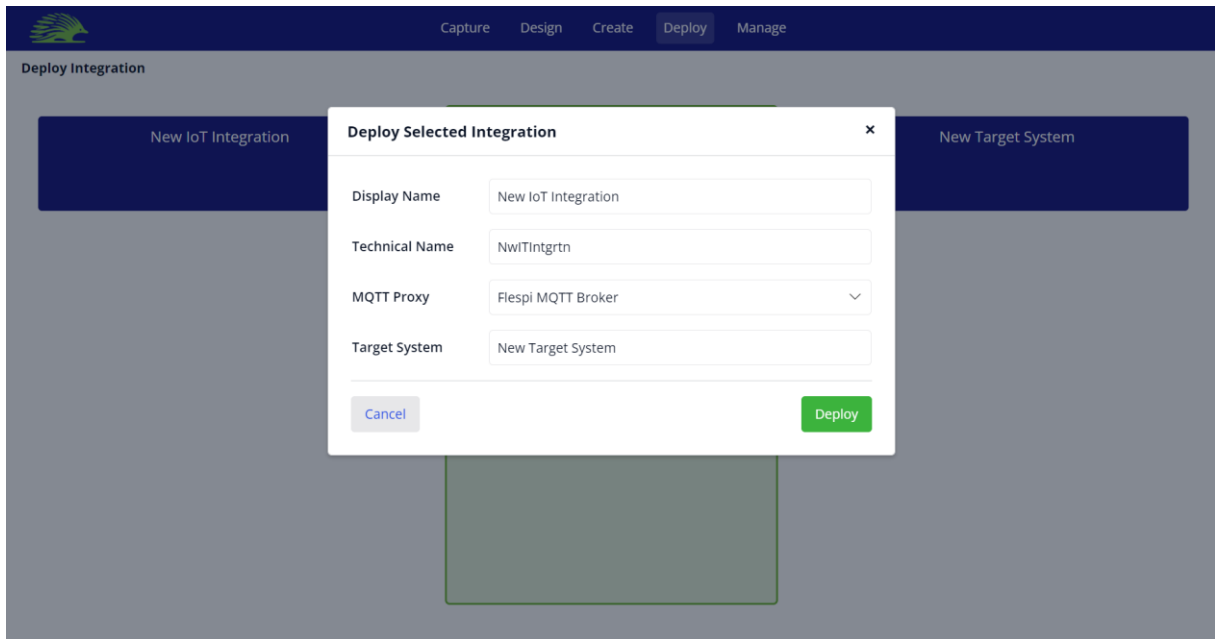 Capture Design Create Deploy Manage
Deploy Integration
New IoT Integration
New Target System
Deploy Selected Integration ×
Display Name New IoT Integration
Technical Name NwITIntgrtn
MQTT Proxy Flespi MQTT Broker
Target System New Target System
Cancel Deploy